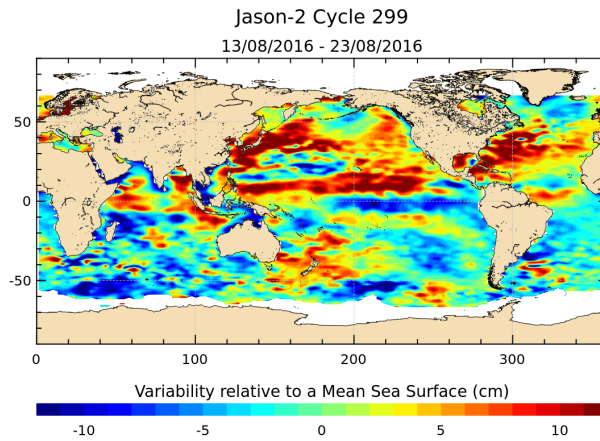 Jason-2 Cycle 299
13/08/2016 - 23/08/2016
50
0
-50
0 100 200 300
Variability relative to a Mean Sea Surface (cm)
-10 -5 0 5 10